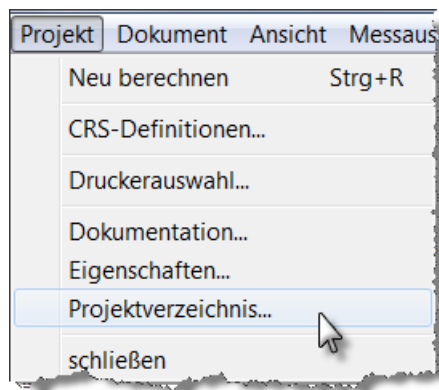 Projekt Dokument Ansicht Messaus
Neu berechnen Strg+R
CRS-Definitionen...
Druckerauswahl...
Dokumentation...
Eigenschaften...
Projektverzeichnis...
schließen